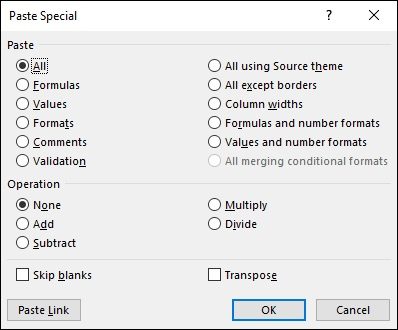 Paste Special
Paste
All
Formulas
Values
Formats
Comments
Validation
All using Source theme
All except borders
Column widths
Formulas and number formats
Values and number formats
All merging conditional formats
Operation
None
Add
Subtract
Multiply
Divide
Skip blanks
Transpose
Paste Link
OK
Cancel